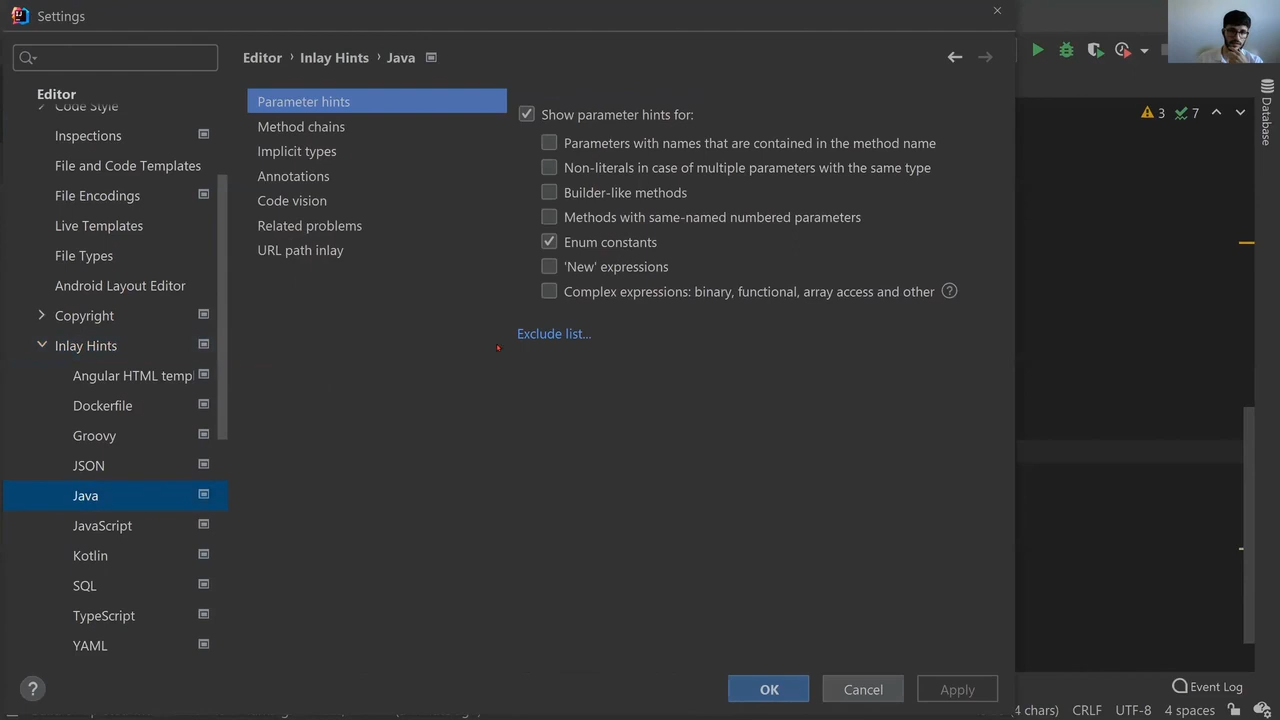 Settings
Editor › Inlay Hints › Java
Editor
Code Style
Inspections
File and Code Templates
File Encodings
Live Templates
File Types
Android Layout Editor
Copyright
Inlay Hints
Angular HTML templ
Dockerfile
Groovy
JSON
Java
JavaScript
Kotlin
SQL
TypeScript
YAML
Parameter hints
Method chains
Implicit types
Annotations
Code vision
Related problems
URL path inlay
Show parameter hints for:
Parameters with names that are contained in the method name
Non-literals in case of multiple parameters with the same type
Builder-like methods
Methods with same-named numbered parameters
Enum constants
'New' expressions
Complex expressions: binary, functional, array access and other
Exclude list...
OK
Cancel
Apply
3
7
Database
Event Log
(4 chars)
CRLF
UTF-8
4 spaces